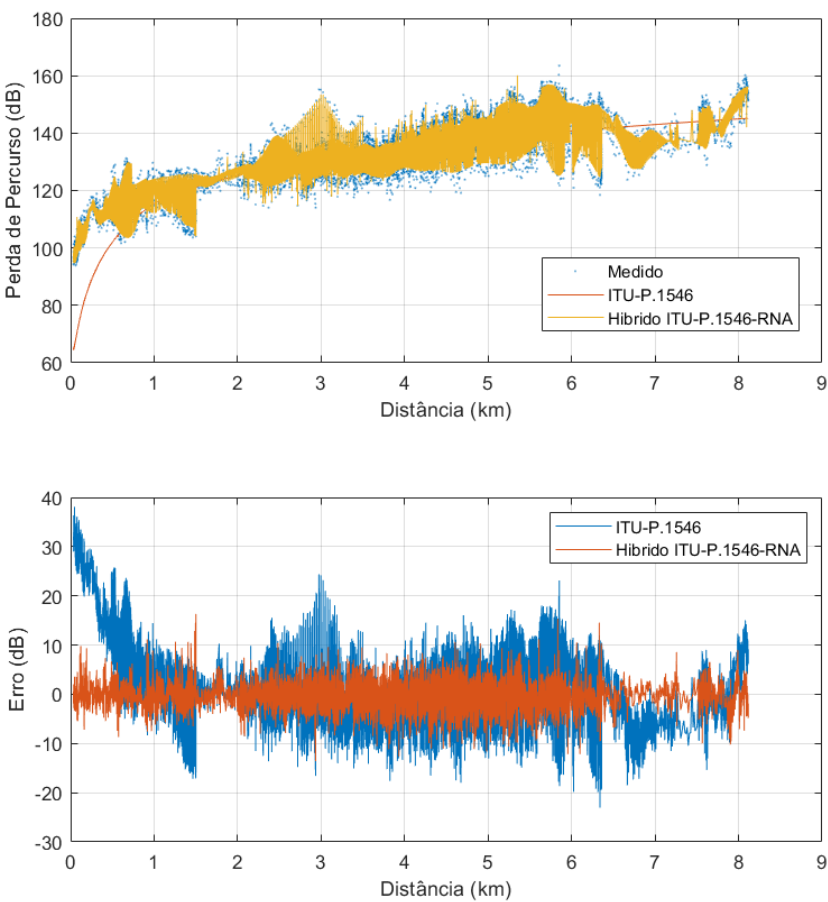 180
160
140
120
100
80
60
Perda de Percurso (dB)
Medido
ITU-P.1546
Hibrido ITU-P.1546-RNA
0 1 2 3 4 5 6 7 8 9
Distância (km)
40
30
20
10
0
-10
-20
-30
Erro (dB)
ITU-P.1546
Hibrido ITU-P.1546-RNA
0 1 2 3 4 5 6 7 8 9
Distância (km)